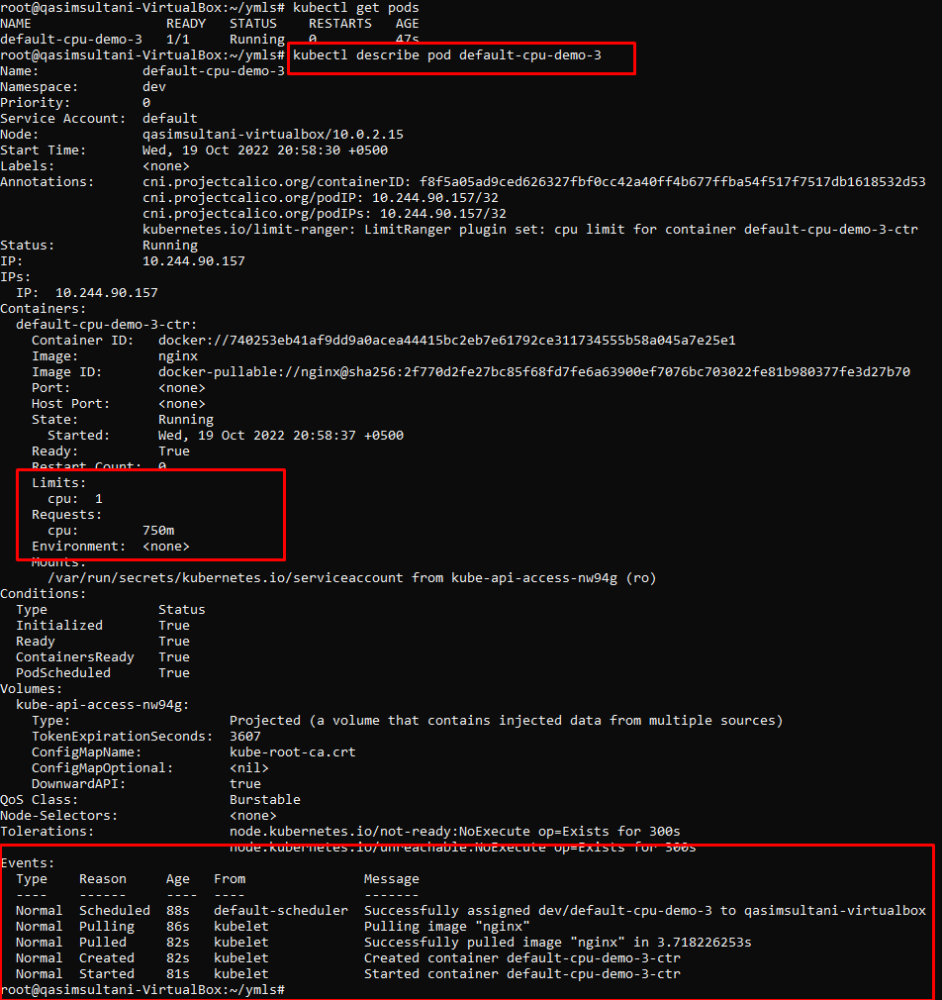 root@qasimsultani-VirtualBox:~/ymls# kubectl get pods
NAME                 READY   STATUS    RESTARTS   AGE
default-cpu-demo-3   1/1     Running   0          47s
root@qasimsultani-VirtualBox:~/ymls# kubectl describe pod default-cpu-demo-3
Name:             default-cpu-demo-3
Namespace:        dev
Priority:         0
Service Account:  default
Node:             qasimsultani-virtualbox/10.0.2.15
Start Time:       Wed, 19 Oct 2022 20:58:30 +0500
Labels:           <none>
Annotations:      cni.projectcalico.org/containerID: f8f5a05ad9ced626327fbf0cc42a40ff4b677ffba54f517f7517db1618532d53
                  cni.projectcalico.org/podIP: 10.244.90.157/32
                  cni.projectcalico.org/podIPs: 10.244.90.157/32
                  kubernetes.io/limit-ranger: LimitRanger plugin set: cpu limit for container default-cpu-demo-3-ctr
Status:           Running
IP:               10.244.90.157
IPs:
  IP:  10.244.90.157
Containers:
  default-cpu-demo-3-ctr:
    Container ID:   docker://740253eb41af9dd9a0acea44415bc2eb7e61792ce311734555b58a045a7e25e1
    Image:          nginx
    Image ID:       docker-pullable://nginx@sha256:2f770d2fe27bc85f68fd7fe6a63900ef7076bc703022fe81b980377fe3d27b70
    Port:           <none>
    Host Port:      <none>
    State:          Running
      Started:      Wed, 19 Oct 2022 20:58:37 +0500
    Ready:          True
    Restart Count:  0
    Limits:
      cpu:  1
    Requests:
      cpu:        750m
    Environment:  <none>
    Mounts:
      /var/run/secrets/kubernetes.io/serviceaccount from kube-api-access-nw94g (ro)
Conditions:
  Type              Status
  Initialized       True
  Ready             True
  ContainersReady   True
  PodScheduled      True
Volumes:
  kube-api-access-nw94g:
    Type:                    Projected (a volume that contains injected data from multiple sources)
    TokenExpirationSeconds:  3607
    ConfigMapName:           kube-root-ca.crt
    ConfigMapOptional:       <nil>
    DownwardAPI:             true
QoS Class:                   Burstable
Node-Selectors:              <none>
Tolerations:                 node.kubernetes.io/not-ready:NoExecute op=Exists for 300s
                             node.kubernetes.io/unreachable:NoExecute op=Exists for 300s
Events:
  Type    Reason     Age   From               Message
  ----    ------     ----  ----               -------
  Normal  Scheduled  88s   default-scheduler  Successfully assigned dev/default-cpu-demo-3 to qasimsultani-virtualbox
  Normal  Pulling    86s   kubelet            Pulling image "nginx"
  Normal  Pulled     82s   kubelet            Successfully pulled image "nginx" in 3.718226253s
  Normal  Created    82s   kubelet            Created container default-cpu-demo-3-ctr
  Normal  Started    81s   kubelet            Started container default-cpu-demo-3-ctr
root@qasimsultani-VirtualBox:~/ymls#